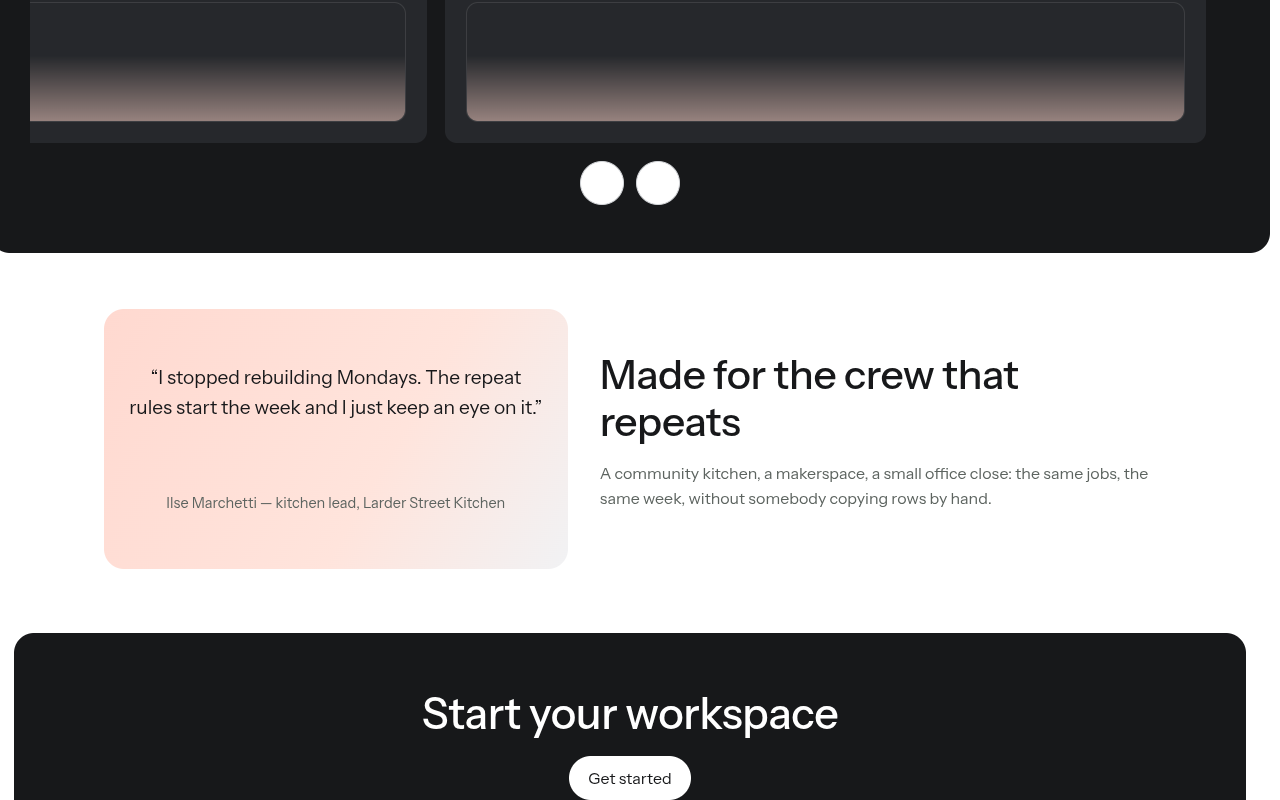 “I stopped rebuilding Mondays. The repeat
rules start the week and I just keep an eye on it.”
Ilse Marchetti — kitchen lead, Larder Street Kitchen
Made for the crew that
repeats
A community kitchen, a makerspace, a small office close: the same jobs, the
same week, without somebody copying rows by hand.
Start your workspace
Get started